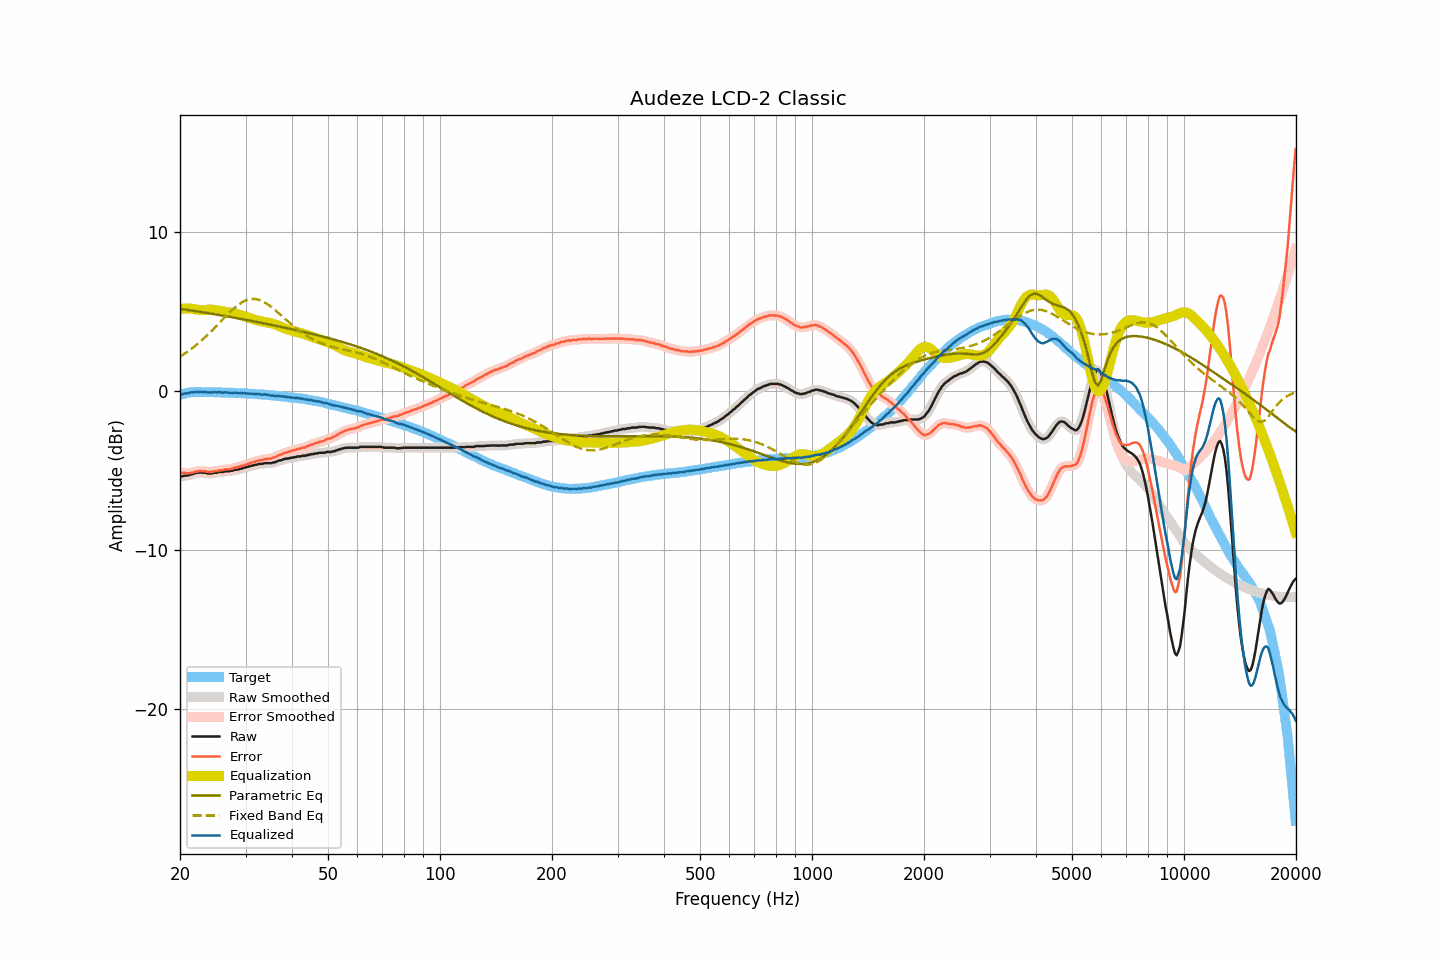 Audeze LCD-2 Classic
Amplitude (dBr)
10
0
−10
−20
Target
Raw Smoothed
Error Smoothed
Raw
Error
Equalization
Parametric Eq
Fixed Band Eq
Equalized
20 50 100 200 500 1000 2000 5000 10000 20000
Frequency (Hz)